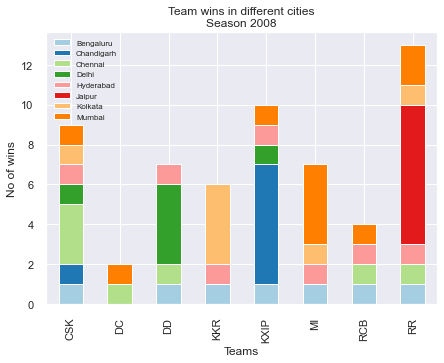 Team wins in different cities
Season 2008
Bengaluru
Chandigarh
Chennai
Delhi
Hyderabad
Jaipur
Kolkata
Mumbai
No of wins
12
10
8
6
4
2
0
CSK
DC
DD
KKR
KXIP
MI
RCB
RR
Teams